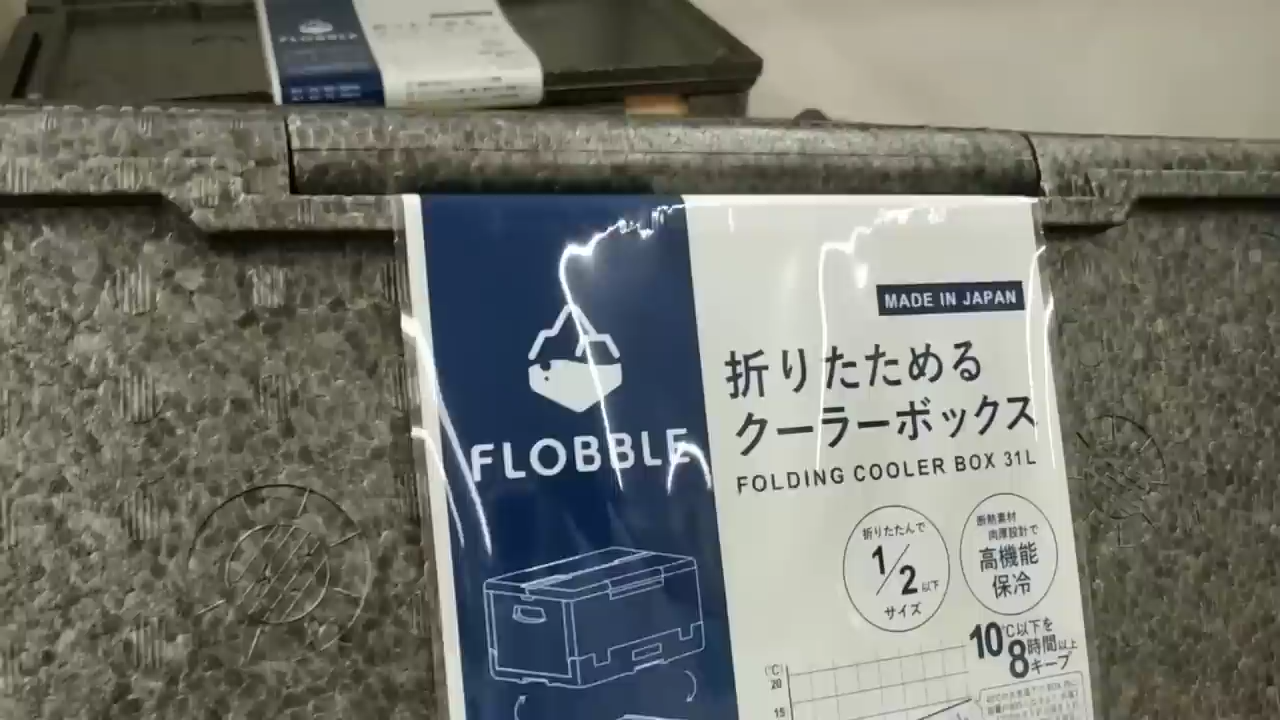 FLOBBLE
FLOBBLE
MADE IN JAPAN
折りたためる
クーラーボックス
FOLDING COOLER BOX 31L
折りたたんで
1/2以下
サイズ
断熱素材
肉厚設計で
高機能
保冷
10℃以下を
8時間以上
キープ
(℃)
20
15